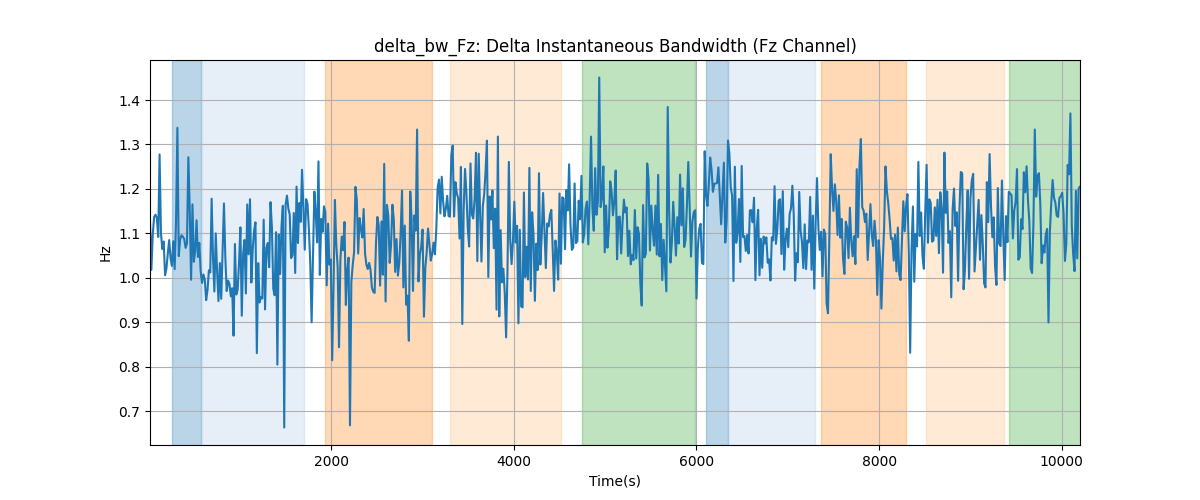 delta_bw_Fz: Delta Instantaneous Bandwidth (Fz Channel)
1.4
1.3
1.2
1.1
1.0
0.9
0.8
0.7
Hz
2000 4000 6000 8000 10000
Time(s)